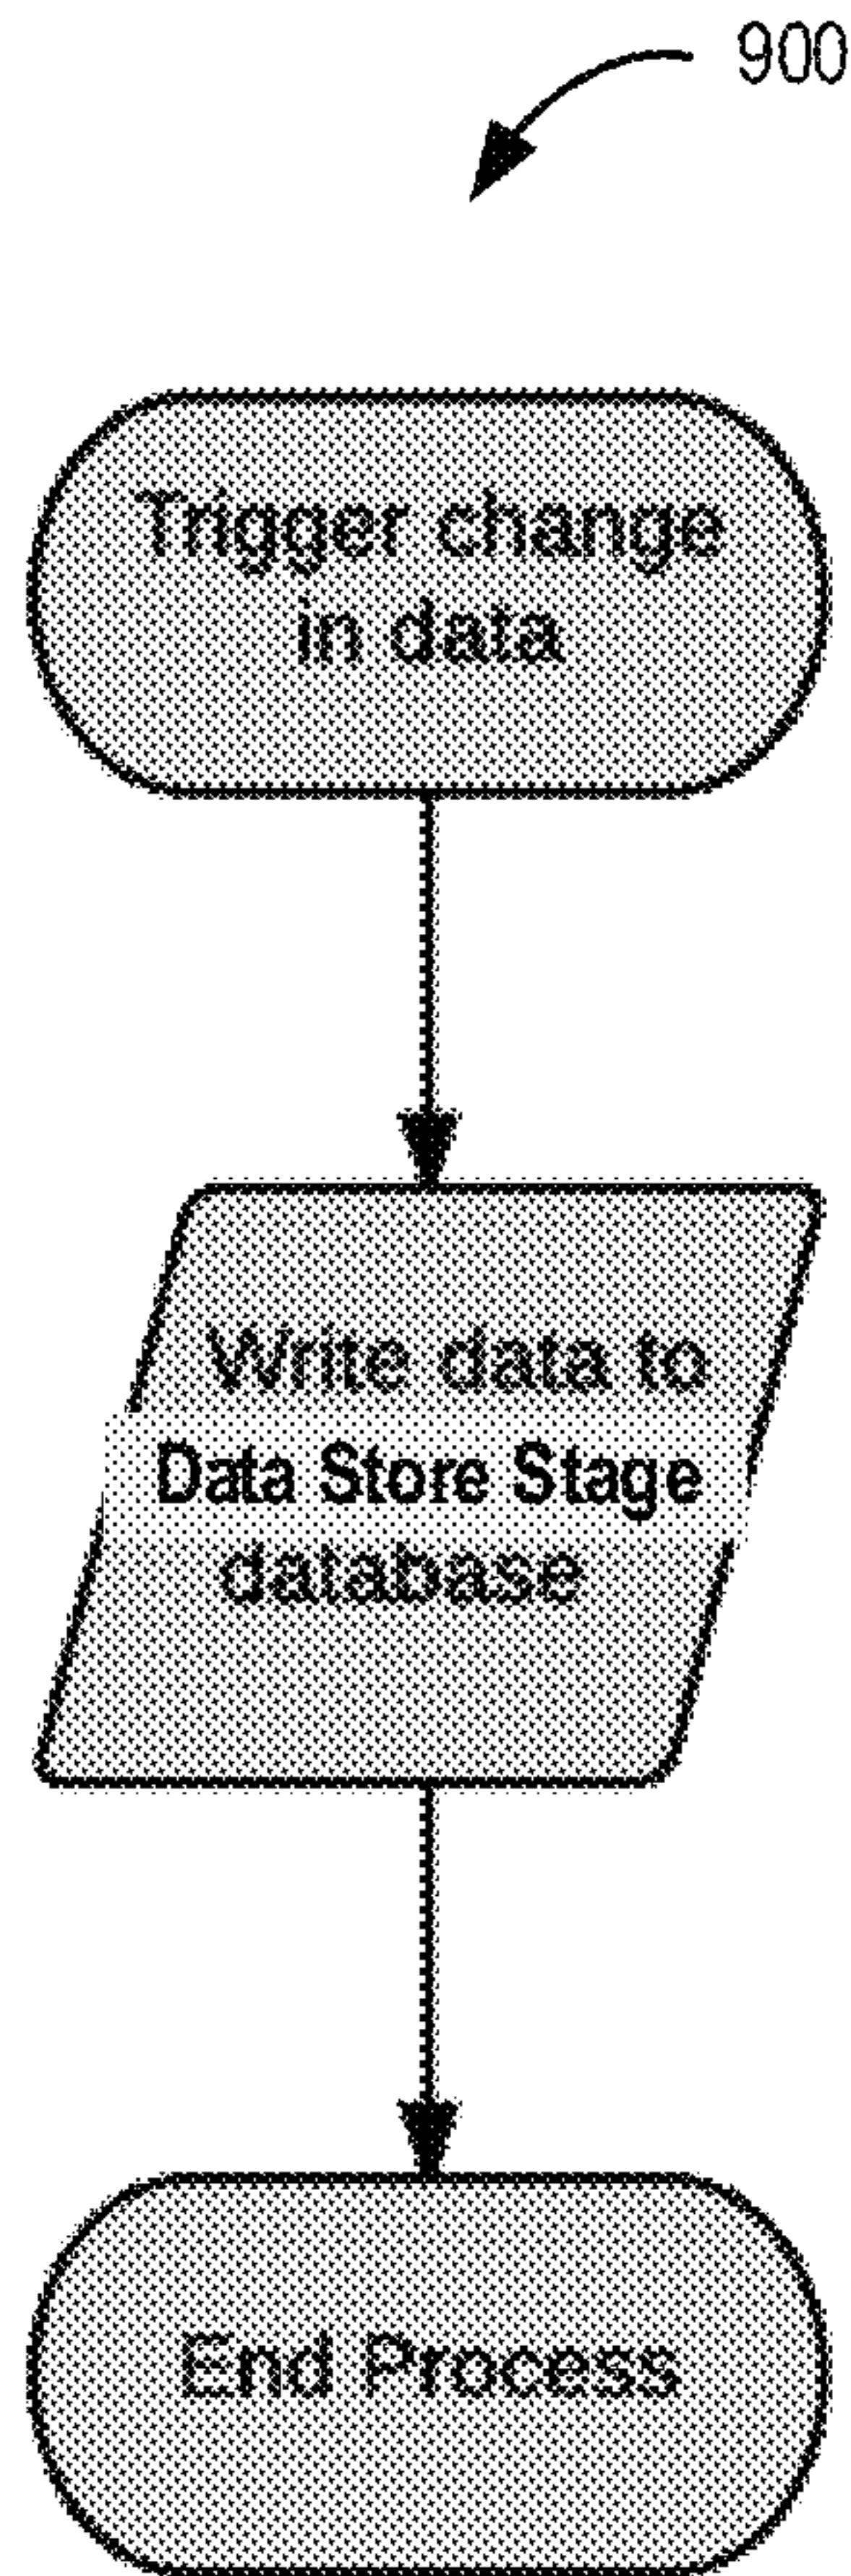 900
Trigger change
in data
Write data to
Data Store Stage
database
End Process